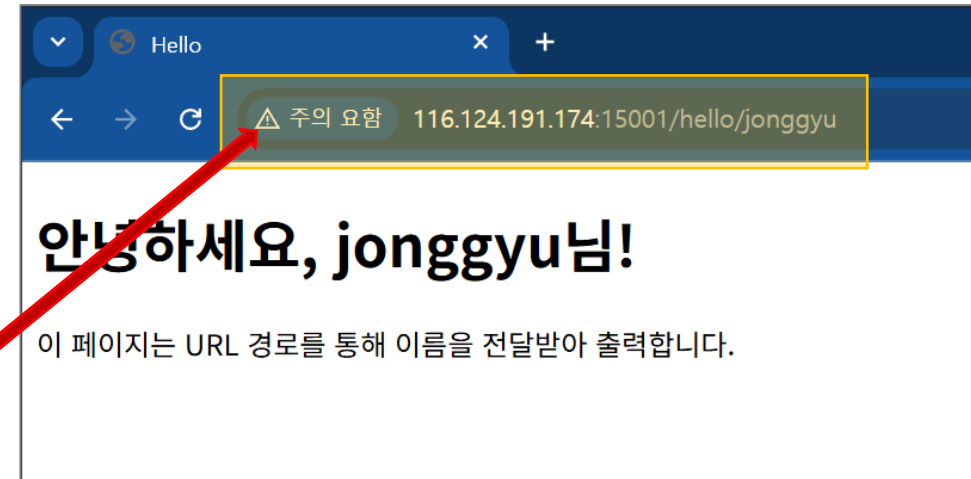 Hello
주의 요함 116.124.191.174:15001/hello/jonggyu
안녕하세요, jonggyu님!
이 페이지는 URL 경로를 통해 이름을 전달받아 출력합니다.